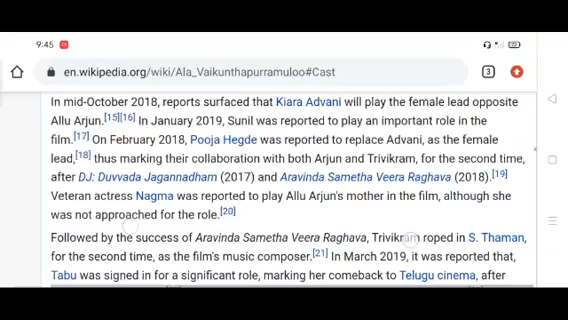 9:45
en.wikipedia.org/wiki/Ala_Vaikunthapurramuloo#Cast
3
In mid-October 2018, reports surfaced that Kiara Advani will play the female lead opposite
Allu Arjun.[15][16] In January 2019, Sunil was reported to play an important role in the
film.[17] On February 2018, Pooja Hegde was reported to replace Advani, as the female
lead,[18] thus marking their collaboration with both Arjun and Trivikram, for the second time,
after DJ: Duvvada Jagannadham (2017) and Aravinda Sametha Veera Raghava (2018).[19]
Veteran actress Nagma was reported to play Allu Arjun's mother in the film, although she
was not approached for the role.[20]
Followed by the success of Aravinda Sametha Veera Raghava, Trivikram roped in S. Thaman,
for the second time, as the film's music composer.[21] In March 2019, it was reported that,
Tabu was signed in for a significant role, marking her comeback to Telugu cinema, after